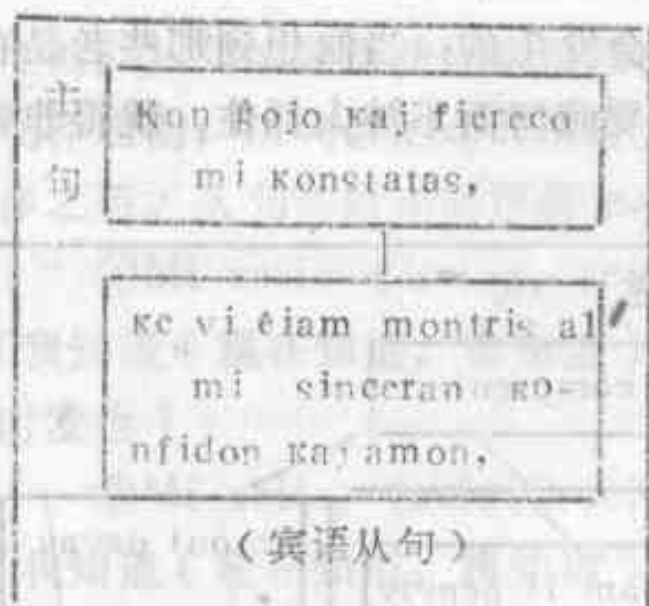 主句
Kun ĝojo kaj fiereco
mi konstatas,
ke vi ĉiam montris al
mi sinceran ko-
nfidon kaj amon,
(宾语从句)